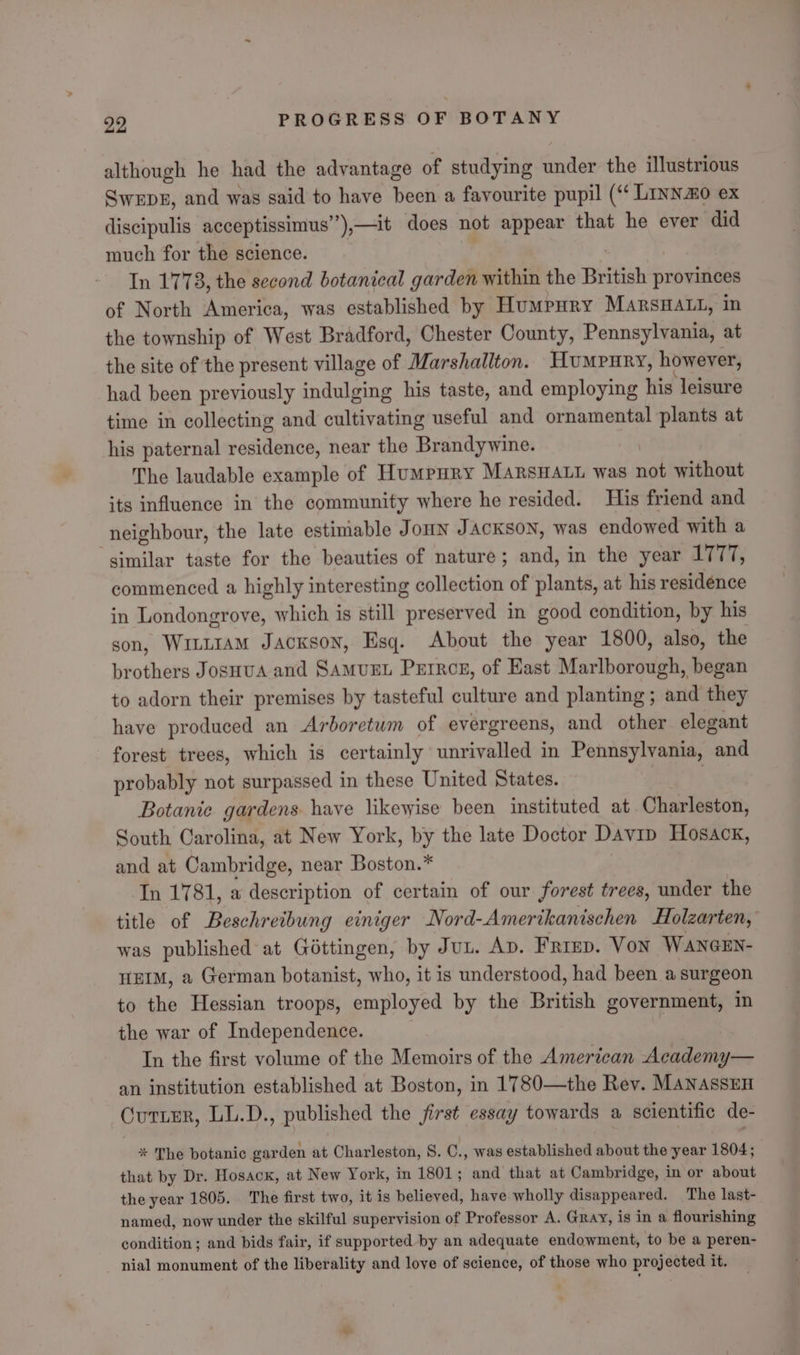 22 PROGRESS OF BOTANY
although he had the advantage of studying under the illustrious
SWEDE, and was said to have been a favourite pupil (“LINNÆO ex
discipulis acceptissimus”),—it does not appear that he ever did
much for the science.
In 1773, the second botanical garden within the British provinces
of North America, was established by HUMPHRY MARSHALL, in
the township of West Bradford, Chester County, Pennsylvania, at
the site of the present village of Marshallton. HUMPHRY, however,
had been previously indulging his taste, and employing his leisure
time in collecting and cultivating useful and ornamental plants at
his paternal residence, near the Brandywine.
The laudable example of HUMPHRY MARSHALL was not without
its influence in the community where he resided. His friend and
neighbour, the late estimable JOHN JACKSON, was endowed with a
similar taste for the beauties of nature; and, in the year 1777,
commenced a highly interesting collection of plants, at his residence
in Londongrove, which is still preserved in good condition, by his
son, WILLIAM JACKSON, Esq. About the year 1800, also, the
brothers JOSHUA and SAMUEL PEIRCE, of East Marlborough, began
to adorn their premises by tasteful culture and planting; and they
have produced an Arboretum of evergreens, and other elegant
forest trees, which is certainly unrivalled in Pennsylvania, and
probably not surpassed in these United States.
Botanic gardens have likewise been instituted at Charleston,
South Carolina, at New York, by the late Doctor DAVID HOSACK,
and at Cambridge, near Boston.*
In 1781, a description of certain of our forest trees, under the
title of Beschreibung einiger Nord-Amerikanischen Holzarten,
was published at Göttingen, by JUL. AD. FRIED. VON WANGEN-
HEIM, a German botanist, who, it is understood, had been a surgeon
to the Hessian troops, employed by the British government, in
the war of Independence.
In the first volume of the Memoirs of the American Academy—
an institution established at Boston, in 1780—the Rev. MANASSEH
CUTLER, LL.D., published the first essay towards a scientific de-
* The botanic garden at Charleston, S. C., was established about the year 1804;
that by Dr. HOSACK, at New York, in 1801; and that at Cambridge, in or about
the year 1805. The first two, it is believed, have wholly disappeared. The last-
named, now under the skilful supervision of Professor A. GRAY, is in a flourishing
condition; and bids fair, if supported by an adequate endowment, to be a peren-
nial monument of the liberality and love of science, of those who projected it.